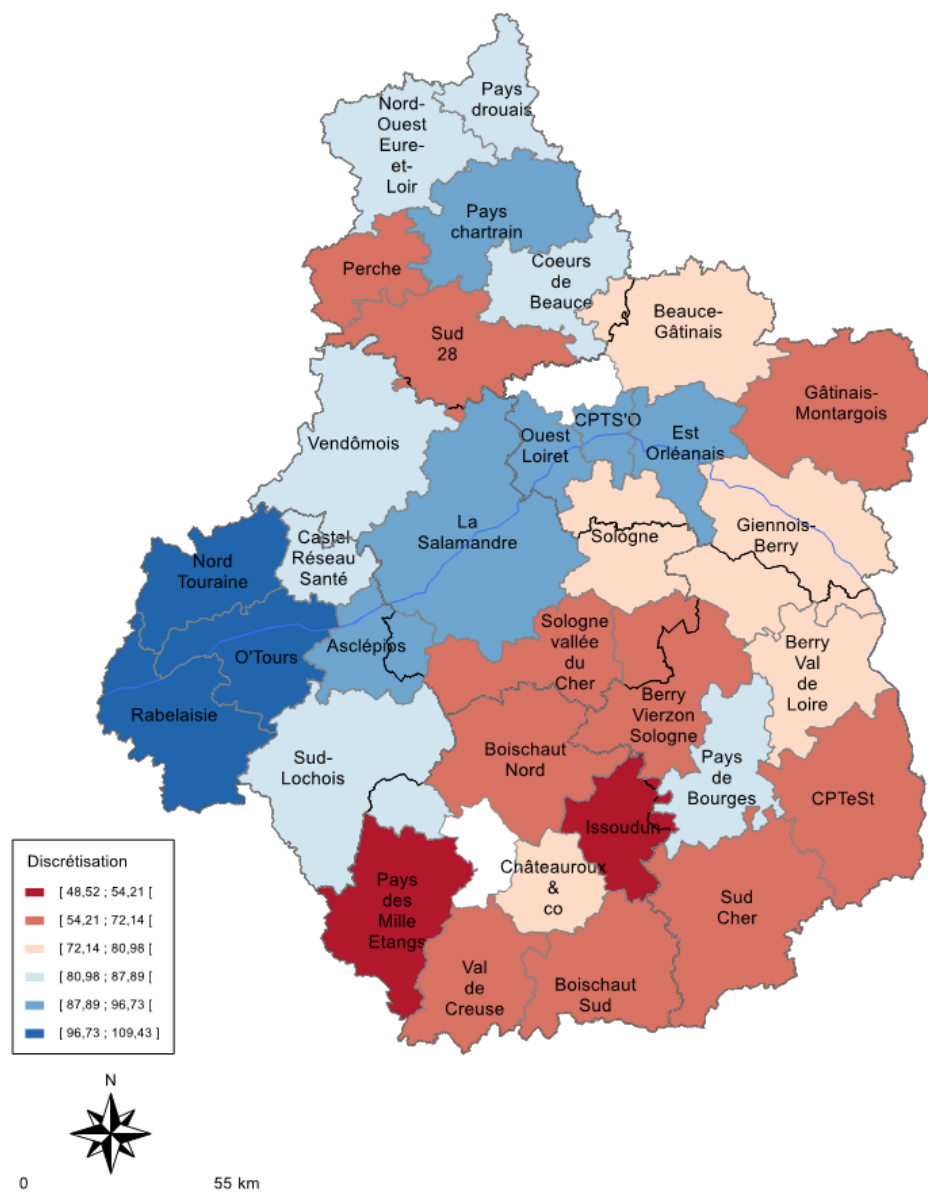 Pays
drouais
Nord-
Ouest
Eure-
et-
Loir
Pays
chartrain
Perche
Coeurs
de
Beauce
Beauce-
Gâtinais
Sud
28
Gâtinais-
Montargois
Vendômois
Ouest
Loiret
CPTS'O
Est
Orléanais
La
Salamandre
Castel
Réseau
Santé
Sologne
Giennois-
Berry
Nord
Touraine
O'Tours
Asclépios
Sologne
vallée
du
Cher
Berry
Val
de
Loire
Rabelaisie
Berry
Vierzon
Sologne
Sud-
Lochois
Boischaut
Nord
Pays
de
Bourges
CPTeSt
Issoudun
Châteauroux
&
co
Pays
des
Mille
Etangs
Sud
Cher
Val
de
Creuse
Boischaut
Sud
Discrétisation
[ 48,52 ; 54,21 [
[ 54,21 ; 72,14 [
[ 72,14 ; 80,98 [
[ 80,98 ; 87,89 [
[ 87,89 ; 96,73 [
[ 96,73 ; 109,43 ]
N
0 55 km